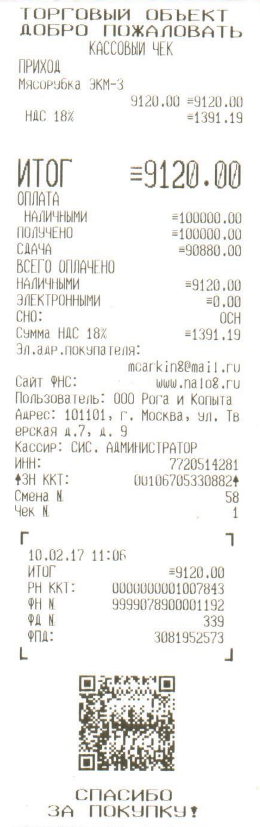 ТОРГОВЫЙ ОБЪЕКТ
ДОБРО ПОЖАЛОВАТЬ
КАССОВЫЙ ЧЕК
ПРИХОД
Мясорубка ЭКМ-3
9120.00 =9120.00
НДС 18% =1391.19
ИТОГ =9120.00
ОПЛАТА
НАЛИЧНЫМИ =100000.00
ПОЛУЧЕНО =100000.00
СДАЧА =90880.00
ВСЕГО ОПЛАЧЕНО
НАЛИЧНЫМИ =9120.00
ЭЛЕКТРОННЫМИ =0.00
СНО: ОСН
Сумма НДС 18% =1391.19
Эл.адр.покупателя:
mcarking@mail.ru
Сайт ФНС: www.nalog.ru
Пользователь: ООО Рога и Копыта
Адрес: 101101, г. Москва, ул. Тв
ерская д.7, д. 9
Кассир: СИС. АДМИНИСТРАТОР
ИНН: 7720514281
♠ЗН ККТ: 00106705330882♠
Смена N 58
Чек N 1
10.02.17 11:06
ИТОГ =9120.00
РН ККТ: 0000000001007843
ФН N 9999078900001192
ФД N 339
ФПД: 3081952573
СПАСИБО
ЗА ПОКУПКУ!